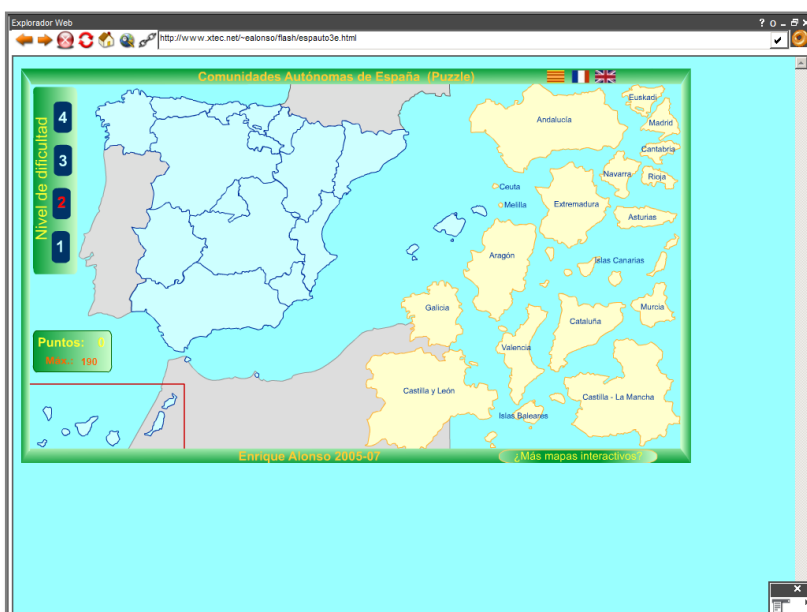 Explorador Web
http://www.xtec.net/~ealonso/flash/espauto3e.html
Comunidades Autónomas de España (Puzzle)
Nivel de dificultad
4
3
2
1
Andalucía
Euskadi
Madrid
Cantabria
Navarra
Rioja
Ceuta
Melilla
Extremadura
Asturias
Aragón
Islas Canarias
Galicia
Cataluña
Murcia
Valencia
Castilla y León
Castilla - La Mancha
Islas Baleares
Puntos: 0
Max.: 190
Enrique Alonso 2005-07
¿Más mapas interactivos?